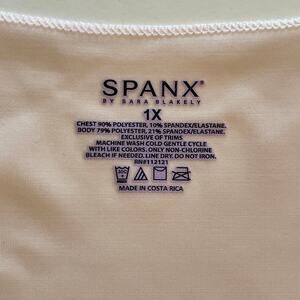 SPANX®
BY SARA BLAKELY
1X
CHEST 90% POLYESTER, 10% SPANDEX/ELASTANE.
BODY 79% POLYESTER, 21% SPANDEX/ELASTANE.
EXCLUSIVE OF TRIMS
MACHINE WASH COLD GENTLE CYCLE
WITH LIKE COLORS. ONLY NON-CHLORINE
BLEACH IF NEEDED. LINE DRY. DO NOT IRON.
RN#112121
MADE IN COSTA RICA